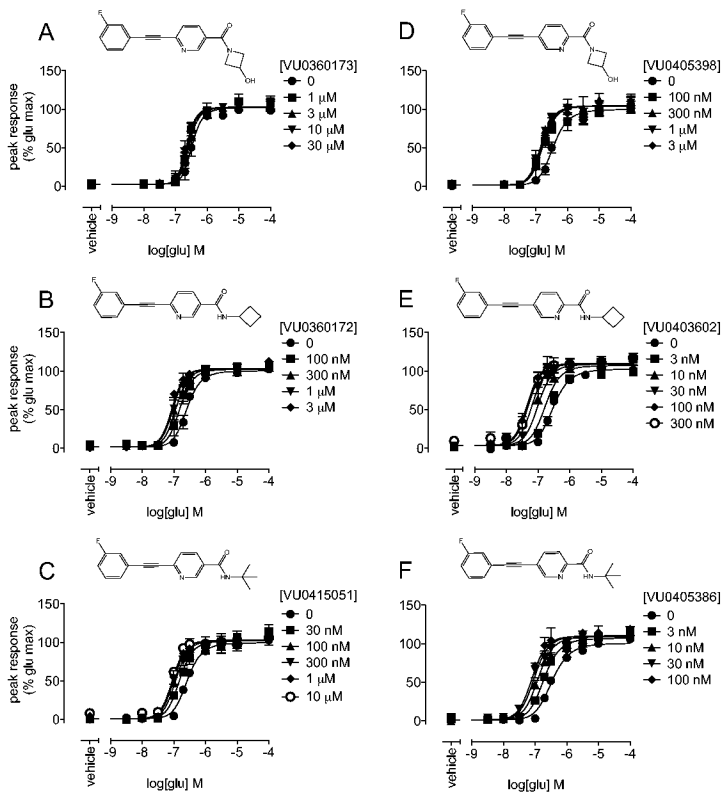 A
F
N
O
N
OH
[VU0360173]
0
1 µM
3 µM
10 µM
30 µM
peak response
(% glu max)
150
100
50
0
vehicle
-9
-8
-7
-6
-5
-4
log[glu] M
D
F
N
O
N
OH
[VU0405398]
0
100 nM
300 nM
1 µM
3 µM
150
100
50
0
vehicle
-9
-8
-7
-6
-5
-4
log[glu] M
B
F
N
O
HN
[VU0360172]
0
100 nM
300 nM
1 µM
3 µM
peak response
(% glu max)
150
100
50
0
vehicle
-9
-8
-7
-6
-5
-4
log[glu] M
E
F
N
O
HN
[VU0403602]
0
3 nM
10 nM
30 nM
100 nM
300 nM
150
100
50
0
vehicle
-9
-8
-7
-6
-5
-4
log[glu] M
C
F
N
O
HN
[VU0415051]
0
30 nM
100 nM
300 nM
1 µM
10 µM
peak response
(% glu max)
150
100
50
0
vehicle
-9
-8
-7
-6
-5
-4
log[glu] M
F
F
N
O
HN
[VU0405386]
0
3 nM
10 nM
30 nM
100 nM
150
100
50
0
vehicle
-9
-8
-7
-6
-5
-4
log[glu] M